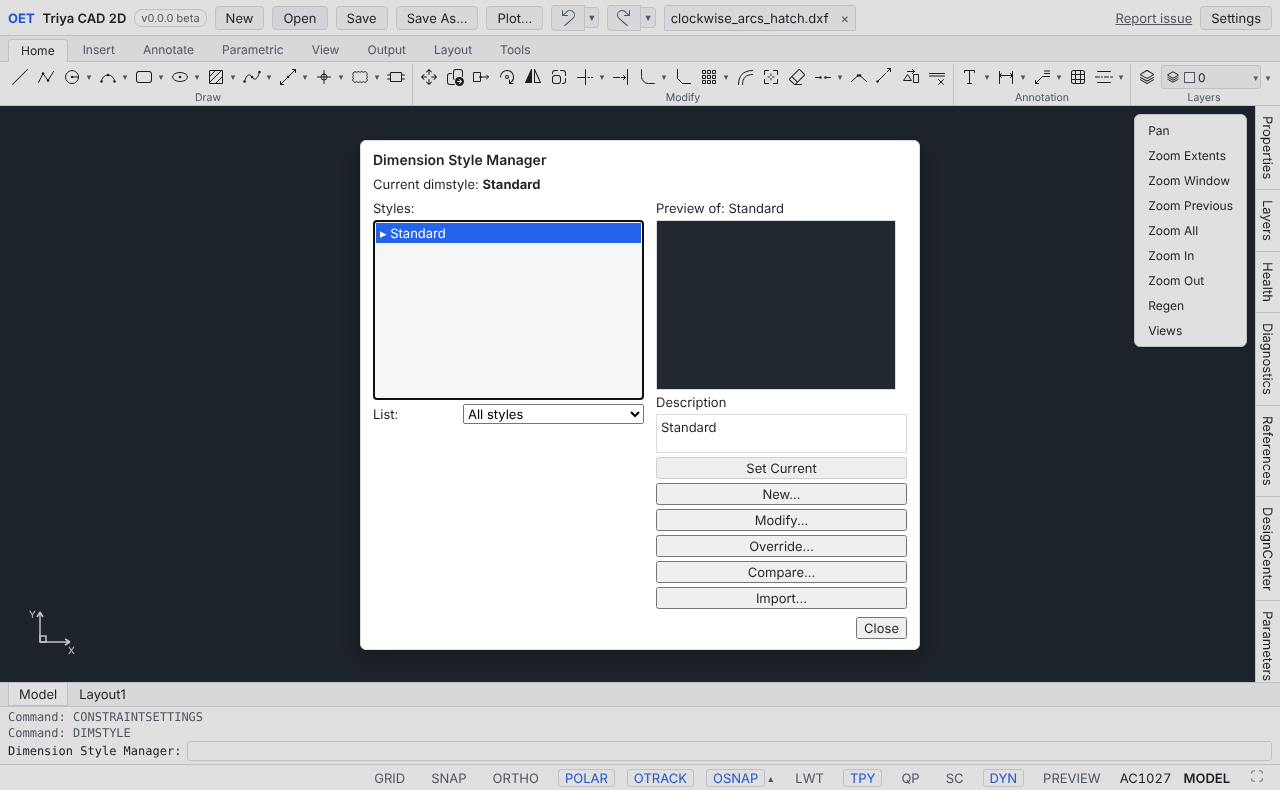 OET Triya CAD 2D v0.0.0 beta New Open Save Save As... Plot... clockwise_arcs_hatch.dxf × Report issue Settings
Home Insert Annotate Parametric View Output Layout Tools
0
Draw Modify Annotation Layers
Pan
Zoom Extents
Zoom Window
Zoom Previous
Zoom All
Zoom In
Zoom Out
Regen
Views
Properties
Layers
Health
Diagnostics
References
DesignCenter
Parameters
Dimension Style Manager
Current dimstyle: Standard
Styles:
▸ Standard
List: All styles
Preview of: Standard
Description
Standard
Set Current
New...
Modify...
Override...
Compare...
Import...
Close
Y
X
Model Layout1
Command: CONSTRAINTSETTINGS
Command: DIMSTYLE
Dimension Style Manager:
GRID SNAP ORTHO POLAR OTRACK OSNAP LWT TPY QP SC DYN PREVIEW AC1027 MODEL